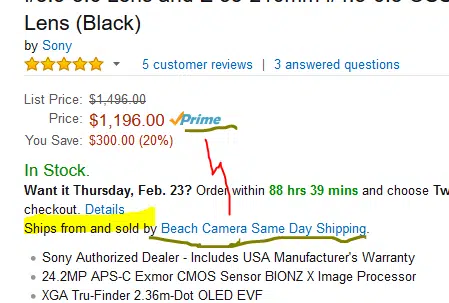 Lens (Black)
by Sony
5 customer reviews | 3 answered questions
List Price: $1,496.00
Price: $1,196.00 Prime
You Save: $300.00 (20%)
In Stock.
Want it Thursday, Feb. 23? Order within 88 hrs 39 mins and choose Tw
checkout. Details
Ships from and sold by Beach Camera Same Day Shipping.
Sony Authorized Dealer - Includes USA Manufacturer's Warranty
24.2MP APS-C Exmor CMOS Sensor BIONZ X Image Processor
XGA Tru-Finder 2.36m-Dot OLED EVF